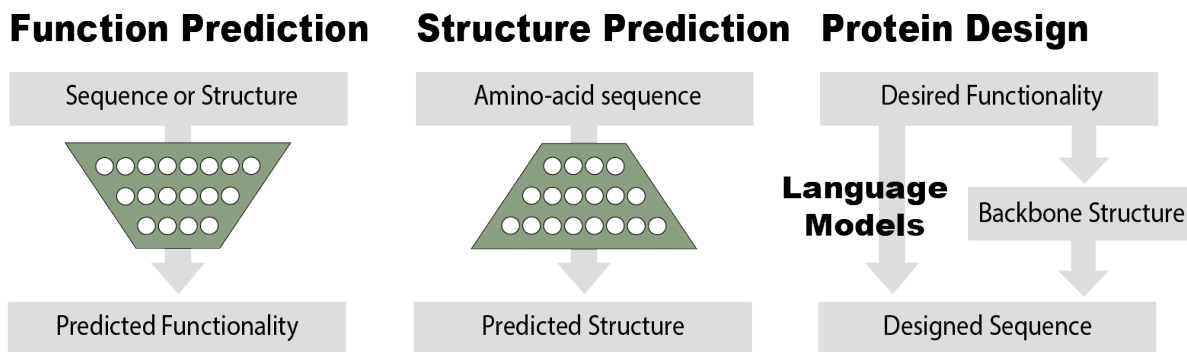 Function Prediction
Sequence or Structure
Predicted Functionality
Structure Prediction
Amino-acid sequence
Predicted Structure
Protein Design
Desired Functionality
Language
Models
Backbone Structure
Designed Sequence